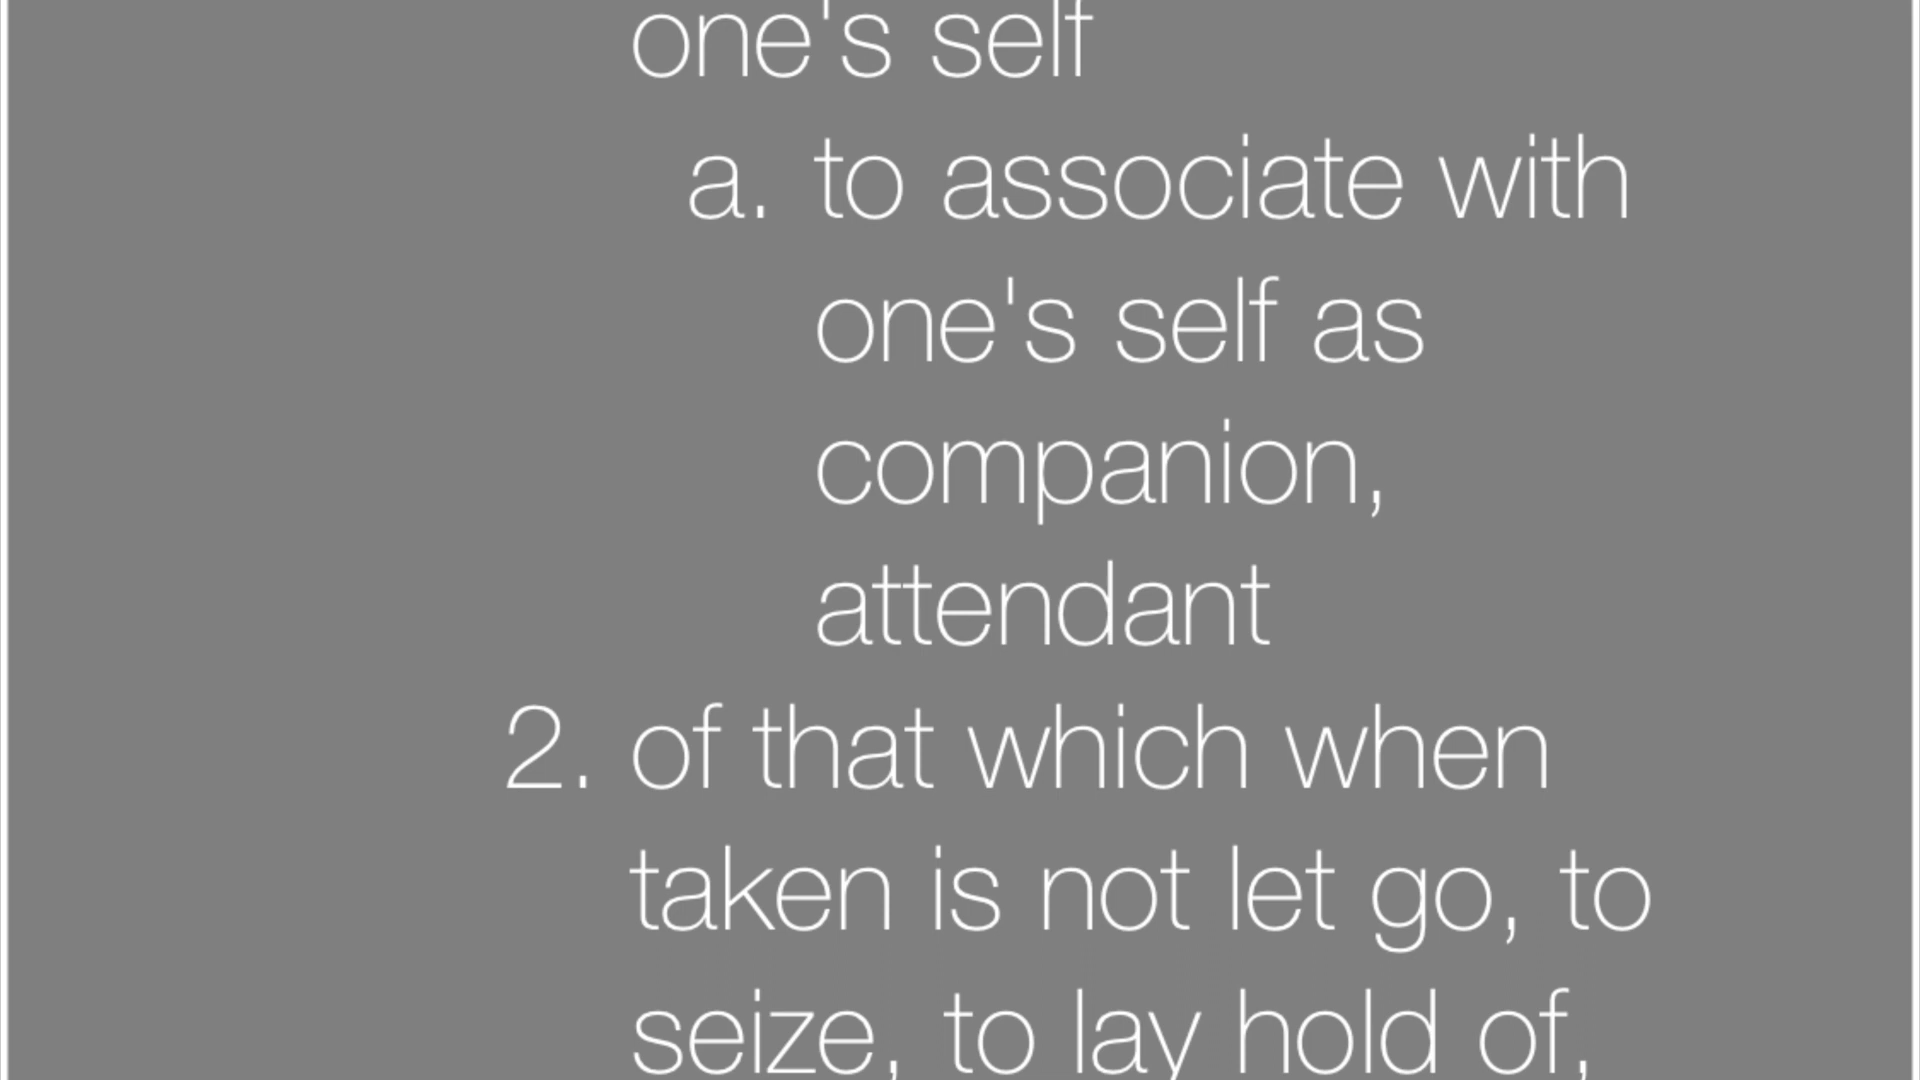 one's self
a. to associate with
one's self as
companion,
attendant
2. of that which when
taken is not let go, to
seize, to lay hold of,